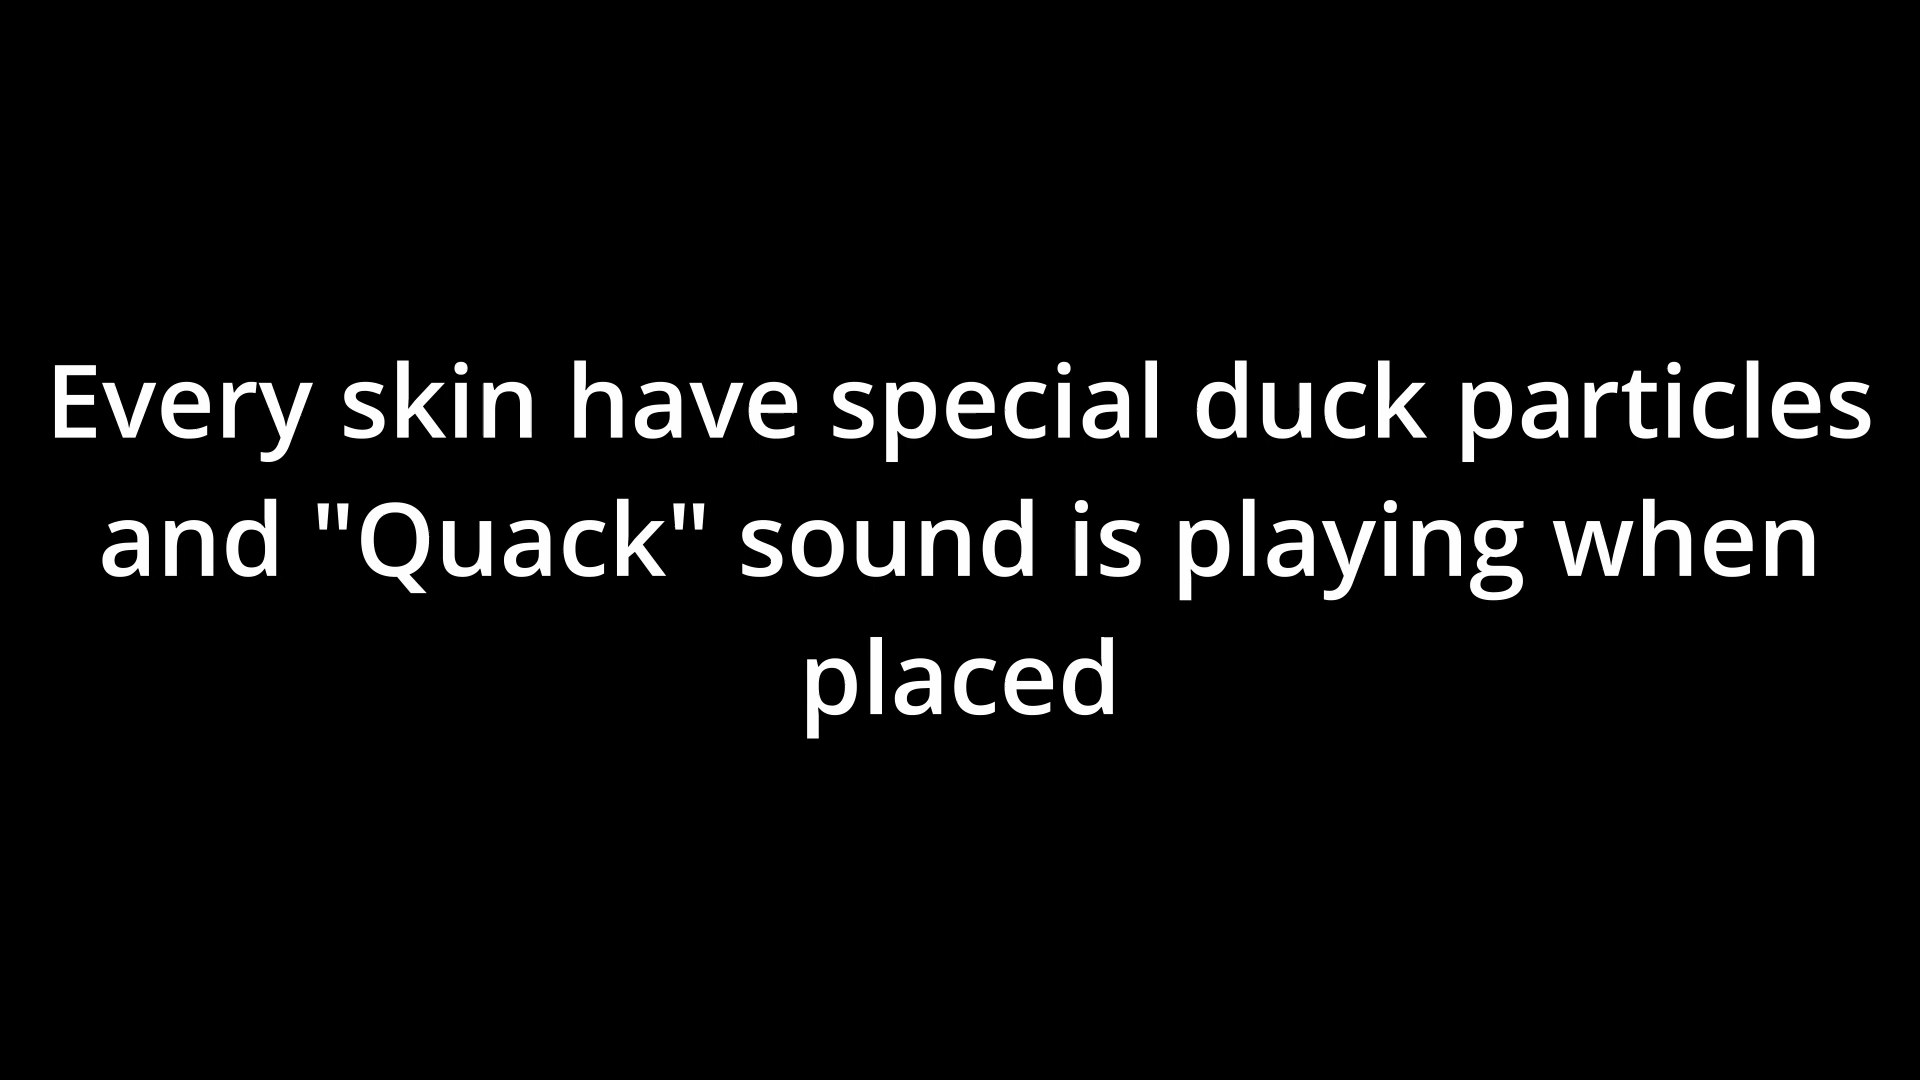 Every skin have special duck particles
and "Quack" sound is playing when
placed